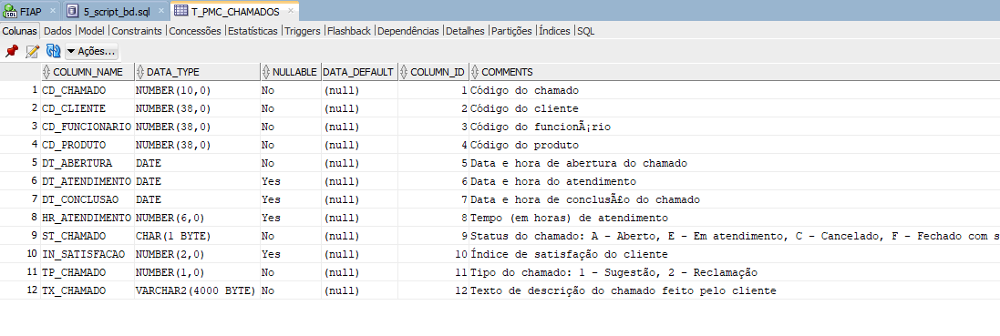 FIAP 5_script_bd.sql T_PMC_CHAMADOS
Colunas Dados Model Constraints Concessões Estatísticas Triggers Flashback Dependências Detalhes Partições Índices SQL
Ações...
COLUMN_NAME DATA_TYPE NULLABLE DATA_DEFAULT COLUMN_ID COMMENTS
1 CD_CHAMADO NUMBER(10,0) No (null) 1 Código do chamado
2 CD_CLIENTE NUMBER(38,0) No (null) 2 Código do cliente
3 CD_FUNCIONARIO NUMBER(38,0) No (null) 3 Código do funcionÃ¡rio
4 CD_PRODUTO NUMBER(38,0) No (null) 4 Código do produto
5 DT_ABERTURA DATE No (null) 5 Data e hora de abertura do chamado
6 DT_ATENDIMENTO DATE Yes (null) 6 Data e hora do atendimento
7 DT_CONCLUSAO DATE Yes (null) 7 Data e hora de conclusÃ£o do chamado
8 HR_ATENDIMENTO NUMBER(6,0) Yes (null) 8 Tempo (em horas) de atendimento
9 ST_CHAMADO CHAR(1 BYTE) No (null) 9 Status do chamado: A - Aberto, E - Em atendimento, C - Cancelado, F - Fechado com s
10 IN_SATISFACAO NUMBER(2,0) Yes (null) 10 Índice de satisfação do cliente
11 TP_CHAMADO NUMBER(1,0) No (null) 11 Tipo do chamado: 1 - Sugestão, 2 - Reclamação
12 TX_CHAMADO VARCHAR2(4000 BYTE) No (null) 12 Texto de descrição do chamado feito pelo cliente